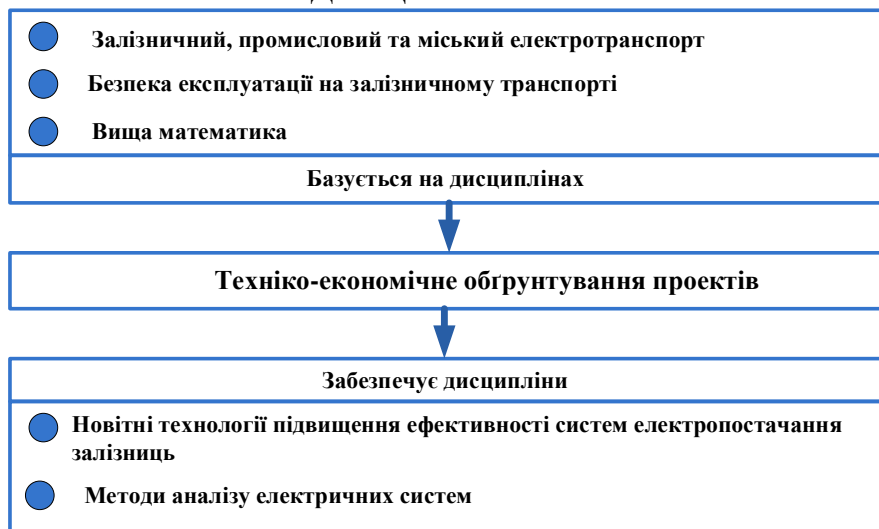 Залізничний, промисловий та міський електротранспорт
Безпека експлуатації на залізничному транспорті
Вища математика
Базується на дисциплінах
Техніко-економічне обґрунтування проектів
Забезпечує дисципліни
Новітні технології підвищення ефективності систем електропостачання
залізниць
Методи аналізу електричних систем